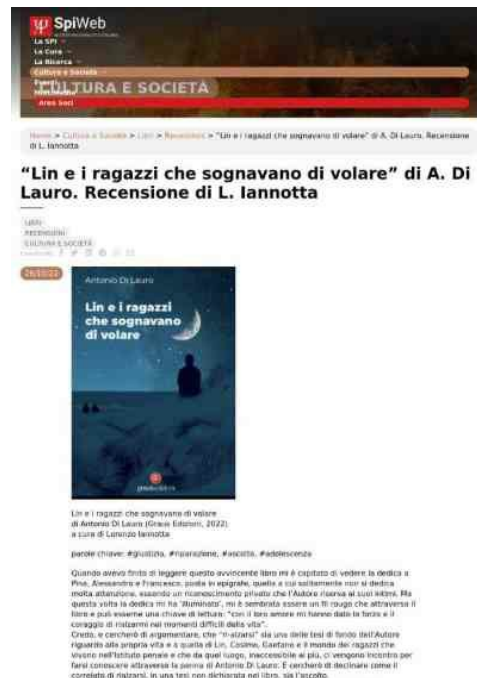 SpiWeb
La SPI
La Cura
La Ricerca
Cultura e Società
Eventi
CULTURA E SOCIETÀ
Area Soci
Home > Cultura e Società > Libri > Recensioni > "Lin e i ragazzi che sognavano di volare" di A. Di Lauro. Recensione
di L. Iannotta
“Lin e i ragazzi che sognavano di volare” di A. Di
Lauro. Recensione di L. Iannotta
LIBRI
RECENSIONI
CULTURA E SOCIETÀ
26/10/22
Antonio Di Lauro
Lin e i ragazzi
che sognavano
di volare
Lin e i ragazzi che sognavano di volare
di Antonio Di Lauro (Graus Edizioni, 2022)
a cura di Lorenzo Iannotta
parole chiave: #giustizia, #riparazione, #ascolto, #adolescenza
Quando avevo finito di leggere questo avvincente libro mi è capitato di vedere la dedica a
Pina, Alessandro e Francesco, posta in epigrafe, quella a cui solitamente non si dedica
molta attenzione, essendo un riconoscimento privato che l'Autore riserva ai suoi intimi. Ma
questa volta la dedica mi ha 'illuminato', mi è sembrata essere un fil rouge che attraversa il
libro e può esserne una chiave di lettura: "con il loro amore mi hanno dato la forza e il
coraggio di rialzarmi nei momenti difficili della vita".
Credo, e cercherò di argomentare, che "ri-alzarsi" sia una delle tesi di fondo dell'Autore
riguardo alla propria vita e a quella di Lin, Cosimo, Gaetano e il mondo dei ragazzi che
vivono nell'Istituto penale e che da quel luogo, inaccessibile ai più, ci vengono incontro per
farsi conoscere attraverso la penna di Antonio Di Lauro. E cercherò di declinare come il
correlato di rialzarsi, in una tesi non dichiarata nel libro, sia l'ascolto.